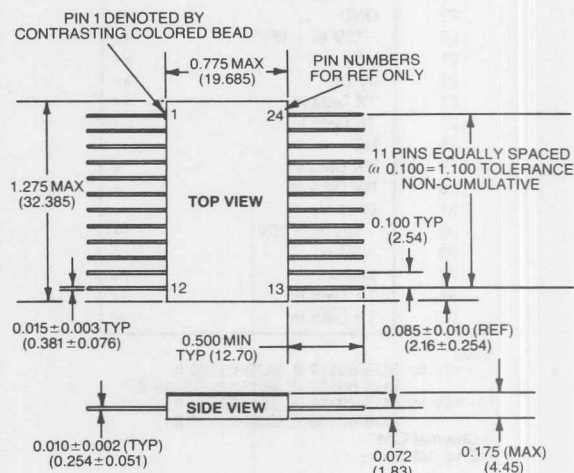 PIN 1 DENOTED BY
CONTRASTING COLORED BEAD
0.775 MAX
(19.685)
PIN NUMBERS
FOR REF ONLY
1
24
1.275 MAX
(32.385)
TOP VIEW
11 PINS EQUALLY SPACED
0.100=1.100 TOLERANCE
NON-CUMULATIVE
0.100 TYP
(2.54)
12
13
0.015±0.003 TYP
(0.381±0.076)
0.500 MIN
TYP (12.70)
0.085±0.010 (REF)
(2.16±0.254)
SIDE VIEW
0.010±0.002 (TYP)
(0.254±0.051)
0.072
(1.83)
0.175 (MAX)
(4.45)